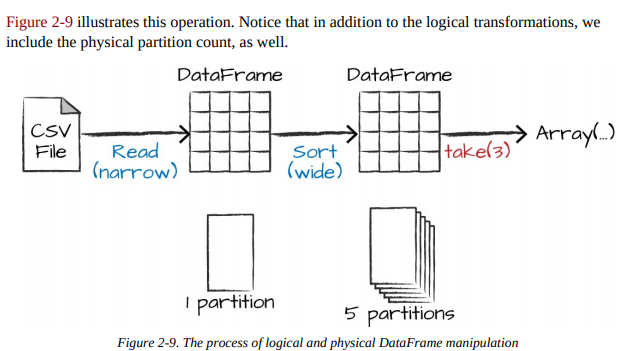 Figure 2-9 illustrates this operation. Notice that in addition to the logical transformations, we
include the physical partition count, as well.
DataFrame DataFrame
CSV
File
Read
(narrow)
Sort
(wide)
take(3)
Array(...)
1 partition
5 partitions
Figure 2-9. The process of logical and physical DataFrame manipulation